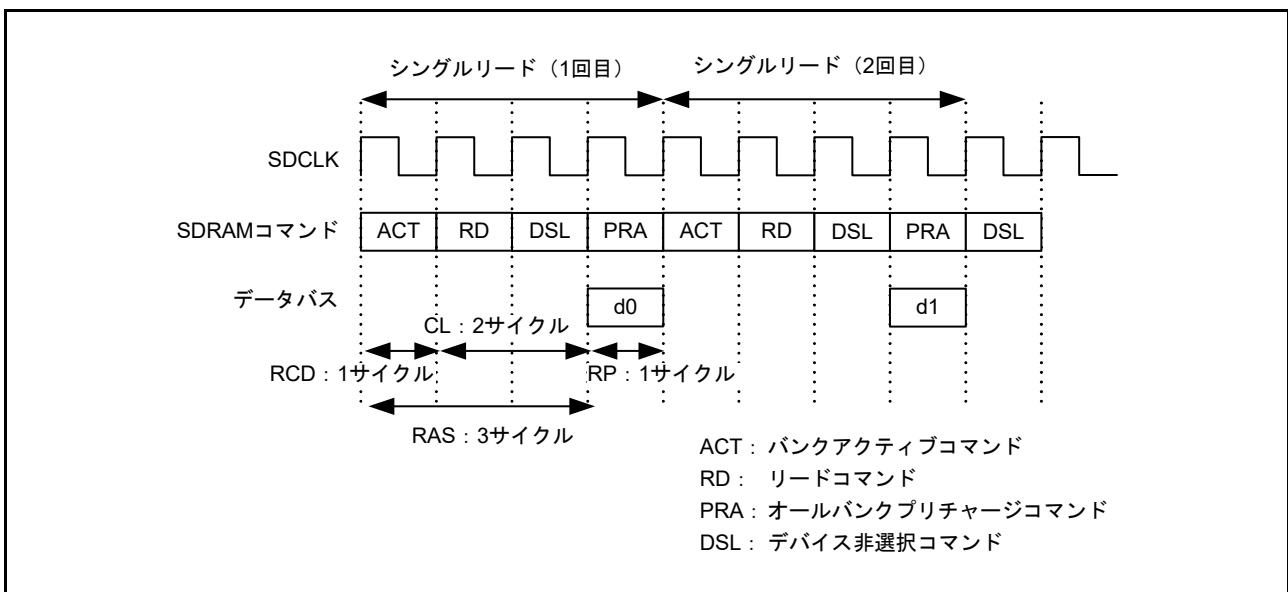 シングルリード（1回目） シングルリード（2回目）
SDCLK
SDRAMコマンド ACT RD DSL PRA ACT RD DSL PRA DSL
データバス d0 d1
CL：2サイクル
RCD：1サイクル RP：1サイクル
RAS：3サイクル
ACT： バンクアクティブコマンド
RD： リードコマンド
PRA： オールバンクプリチャージコマンド
DSL： デバイス非選択コマンド